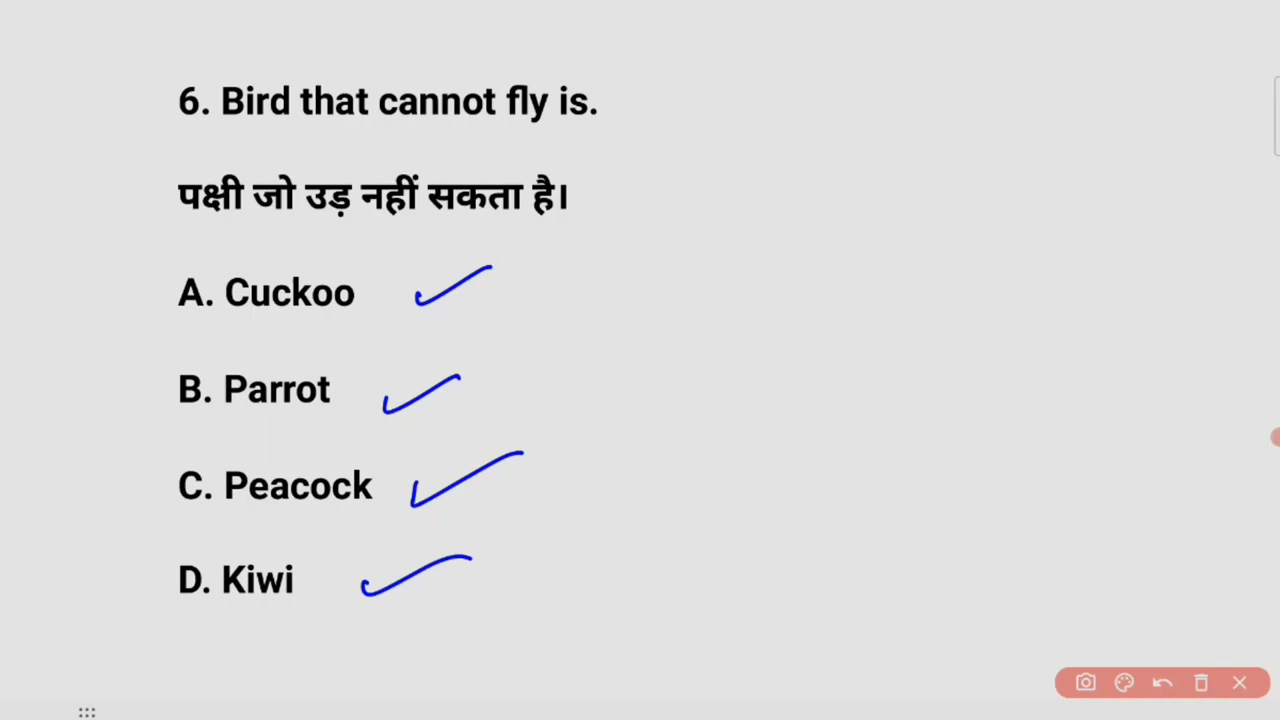 6. Bird that cannot fly is.
पक्षी जो उड़ नहीं सकता है।
A. Cuckoo
B. Parrot
C. Peacock
D. Kiwi